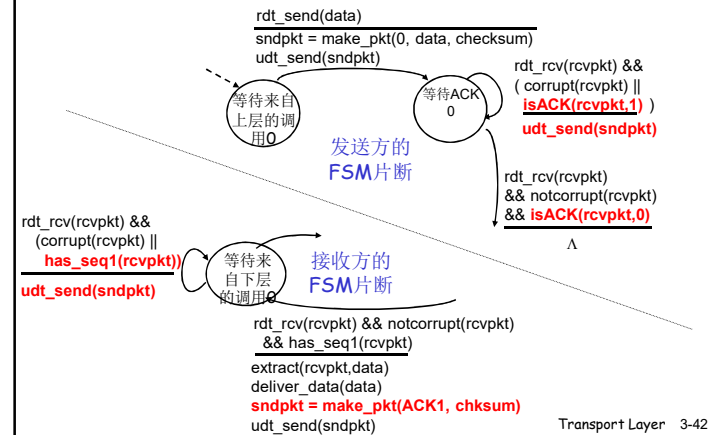 rdt_send(data)
sndpkt = make_pkt(0, data, checksum)
udt_send(sndpkt)
等待来自
上层的调
用0
等待ACK
0
rdt_rcv(rcvpkt) &&
( corrupt(rcvpkt) ||
isACK(rcvpkt,1) )
udt_send(sndpkt)
发送方的
FSM片断
rdt_rcv(rcvpkt)
&& notcorrupt(rcvpkt)
&& isACK(rcvpkt,0)
Λ
rdt_rcv(rcvpkt) &&
(corrupt(rcvpkt) ||
has_seq1(rcvpkt))
udt_send(sndpkt)
等待来
自下层
的调用0
接收方的
FSM片断
rdt_rcv(rcvpkt) && notcorrupt(rcvpkt)
&& has_seq1(rcvpkt)
extract(rcvpkt,data)
deliver_data(data)
sndpkt = make_pkt(ACK1, chksum)
udt_send(sndpkt)
Transport Layer 3-42